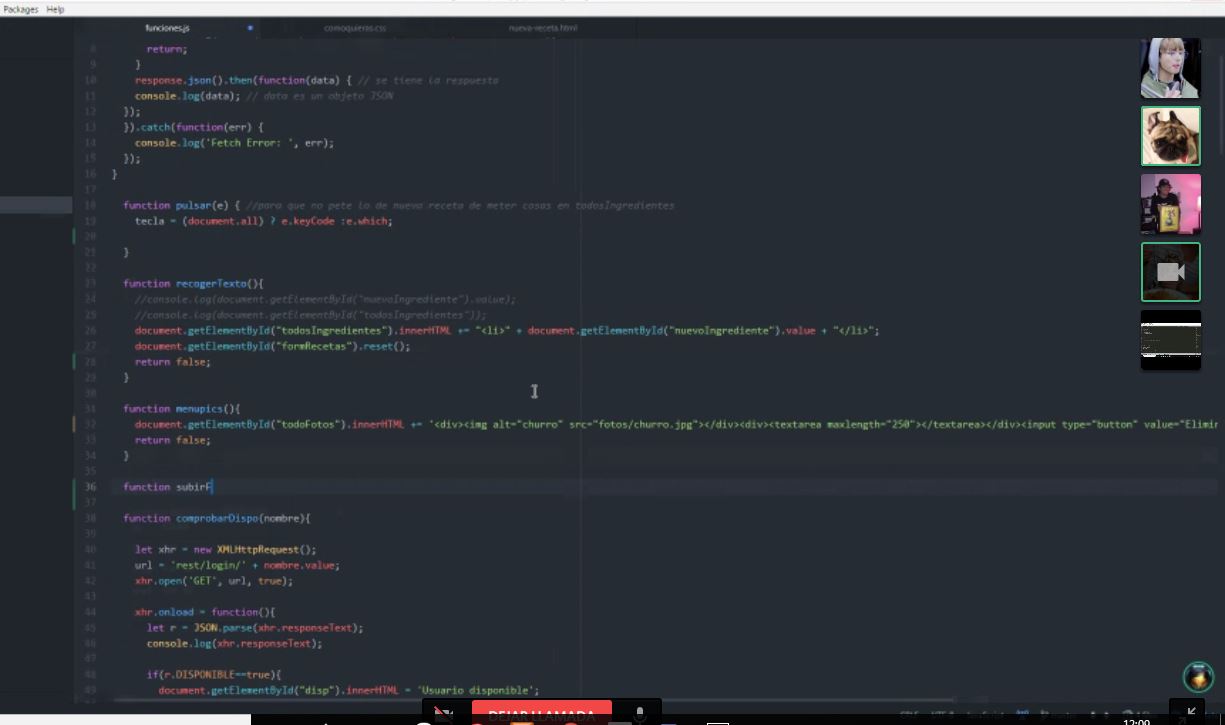 Packages Help
funciones.js comoquieras.css nueva-receta.html
8 return;
9 }
10 response.json().then(function(data) { // se tiene la respuesta
11 console.log(data); // data es un objeto JSON
12 });
13 }).catch(function(err) {
14 console.log('Fetch Error: ', err);
15 });
16 }
17
18 function pulsar(e) { //para que no pete lo de nueva receta de meter cosas en todosIngredientes
19 tecla = (document.all) ? e.keyCode :e.which;
20
21 }
22
23 function recogerTexto(){
24 //console.log(document.getElementById("nuevoIngrediente").value);
25 //console.log(document.getElementById("todosIngredientes"));
26 document.getElementById("todosIngredientes").innerHTML += "<li>" + document.getElementById("nuevoIngrediente").value + "</li>";
27 document.getElementById("formRecetas").reset();
28 return false;
29 }
30
31 function menupics(){
32 document.getElementById("todoFotos").innerHTML += '<div><img alt="churro" src="fotos/churro.jpg"></div><div><textarea maxlength="250"></textarea></div><input type="button" value="Elimin
33 return false;
34 }
35
36 function subirF
37
38 function comprobarDispo(nombre){
39
40 let xhr = new XMLHttpRequest();
41 url = 'rest/login/' + nombre.value;
42 xhr.open('GET', url, true);
43
44 xhr.onload = function(){
45 let r = JSON.parse(xhr.responseText);
46 console.log(xhr.responseText);
47
48 if(r.DISPONIBLE==true){
49 document.getElementById("disp").innerHTML = 'Usuario disponible';
DEJAR LLAMADA
12:00